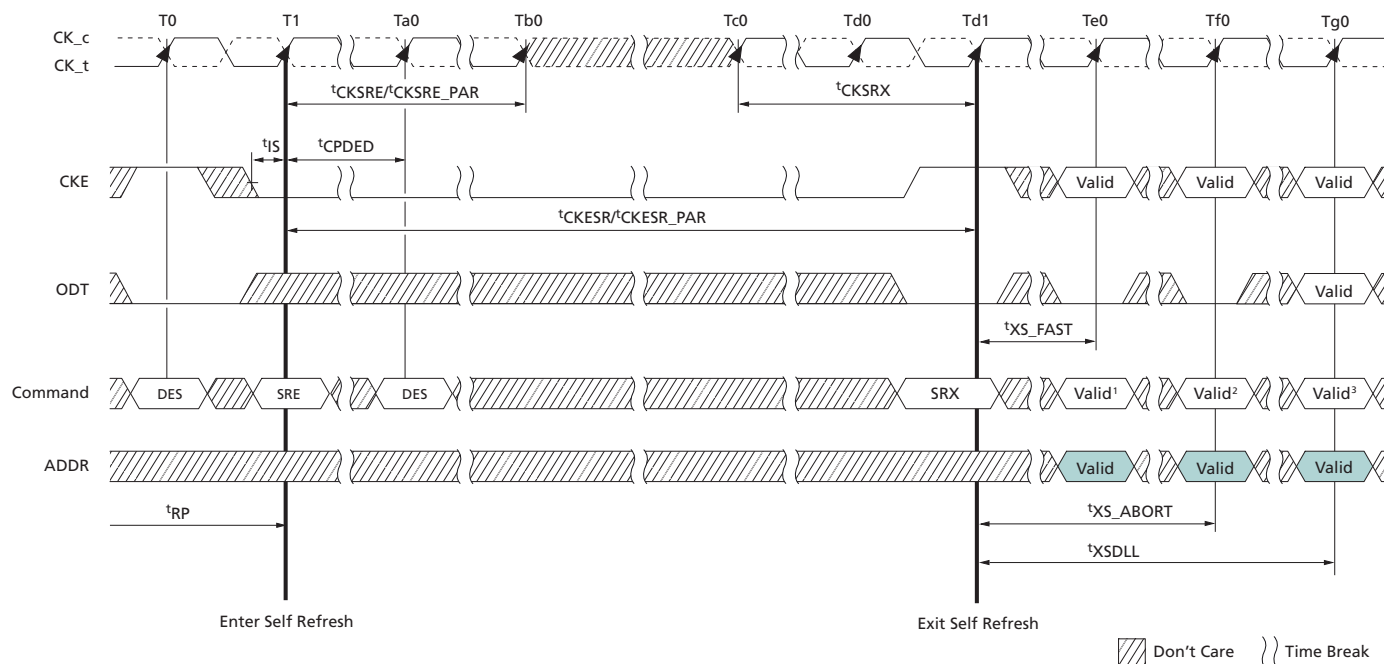 T0 T1 Ta0 Tb0 Tc0 Td0 Td1 Te0 Tf0 Tg0
CK_c
CK_t
tCKSRE/tCKSRE_PAR tCKSRX
tIS tCPDED
CKE Valid Valid Valid
tCKESR/tCKESR_PAR
ODT Valid
tXS_FAST
Command DES SRE DES SRX Valid1 Valid2 Valid3
ADDR Valid Valid Valid
tRP tXS_ABORT
tXSDLL
Enter Self Refresh Exit Self Refresh
Don't Care Time Break